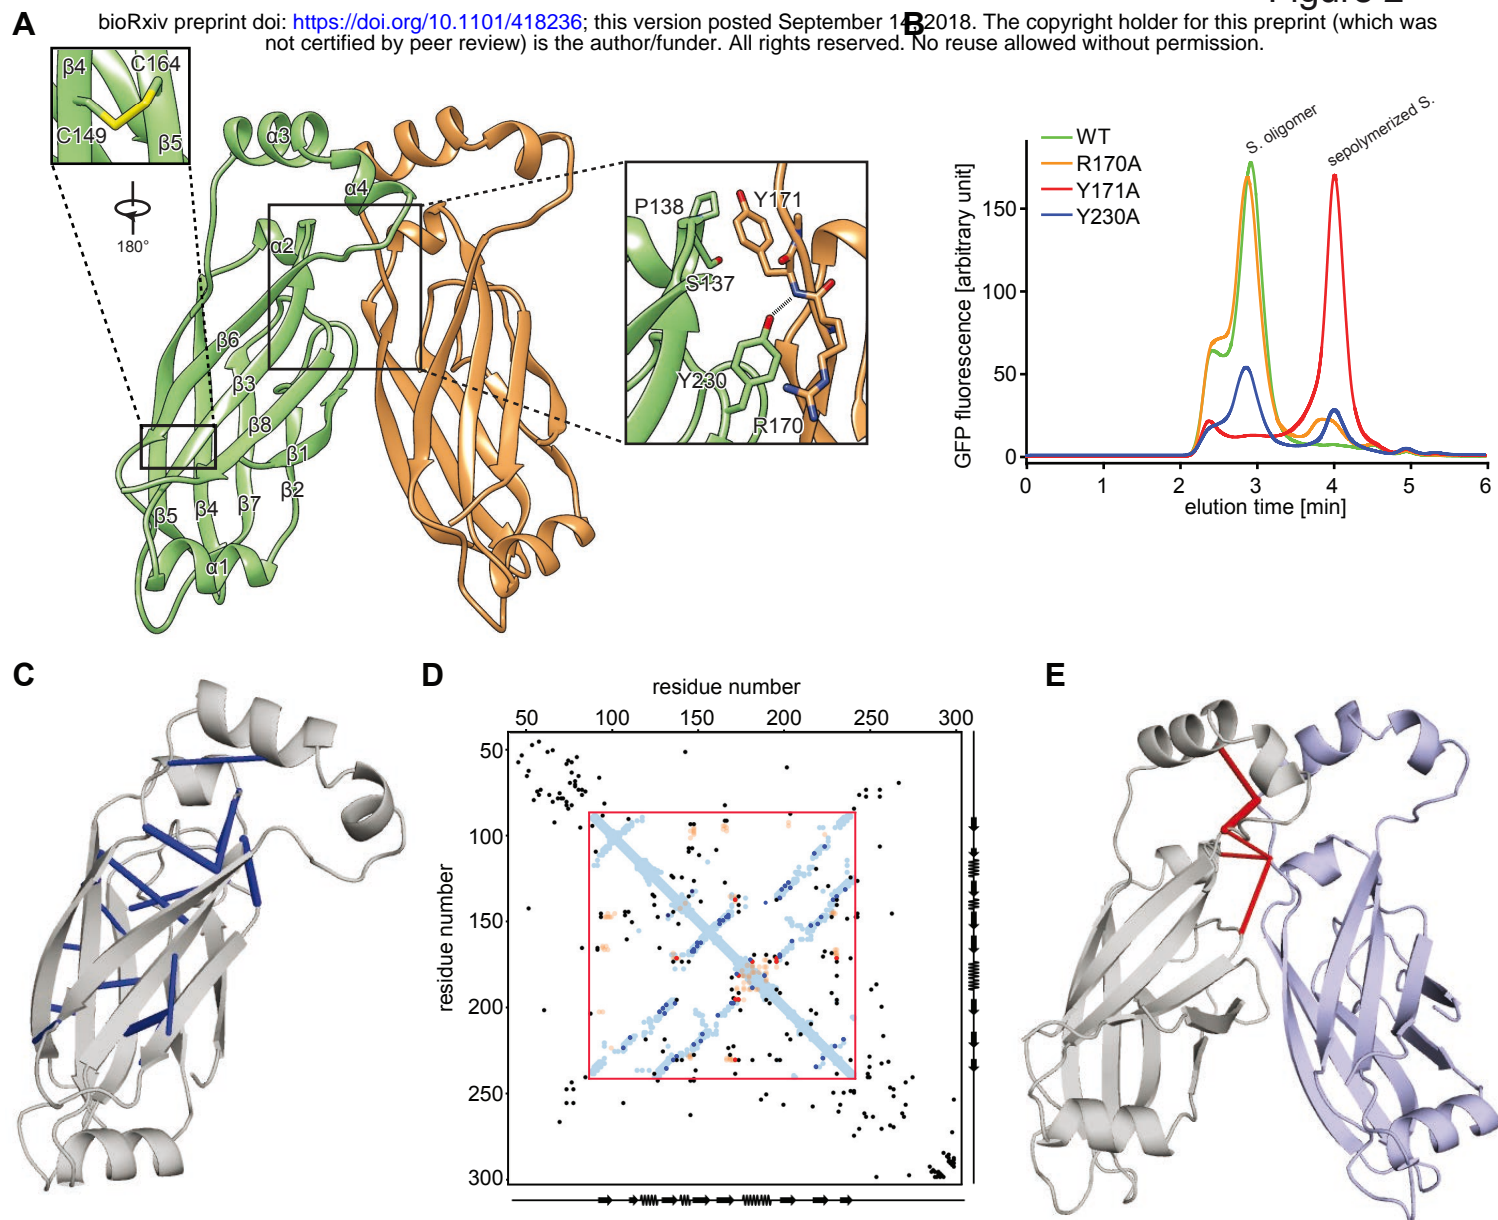 Figure 2
bioRxiv preprint doi: https://doi.org/10.1101/418236; this version posted September 14, 2018. The copyright holder for this preprint (which was
not certified by peer review) is the author/funder. All rights reserved. No reuse allowed without permission.
A
β4
C164
C149
β5
180°
α3
α4
α2
β6
β3
β8
β1
β2
β7
β4
β5
α1
P138
Y171
S137
Y230
R170
B
WT
R170A
Y171A
Y230A
S. oligomer
sepolymerized S.
GFP fluorescence [arbitrary unit]
150
100
50
0
0 1 2 3 4 5 6
elution time [min]
C
D
residue number
50 100 150 200 250 300
residue number
50
100
150
200
250
300
E